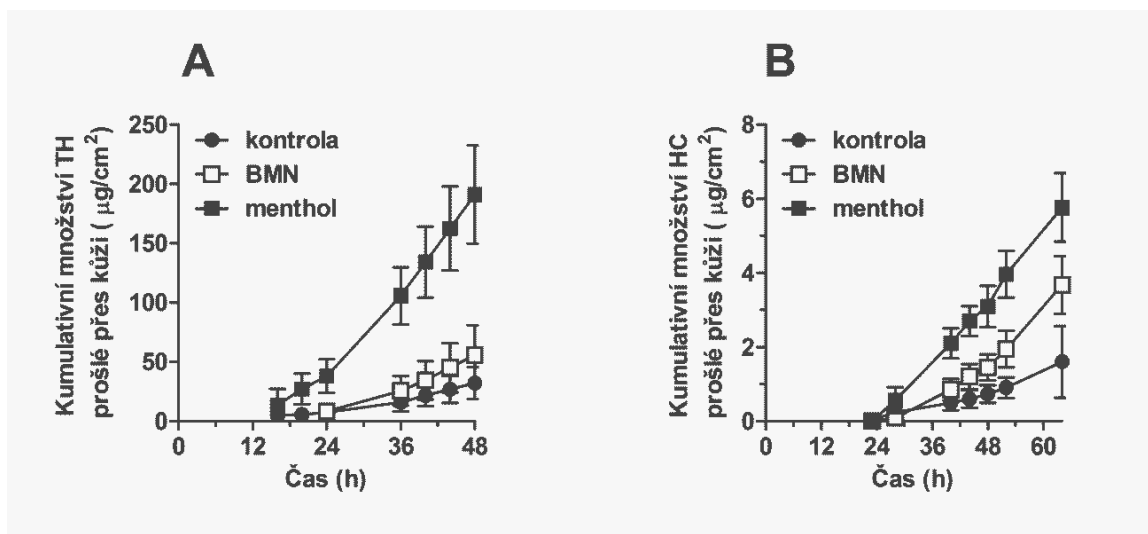 A
Kumulativní množství TH
prošlé přes kůži ( μg/cm²)
250
200
150
100
50
0
kontrola
BMN
menthol
0 12 24 36 48
Čas (h)
B
Kumulativní množství HC
prošlé přes kůži ( μg/cm²)
8
6
4
2
0
kontrola
BMN
menthol
0 12 24 36 48 60
Čas (h)